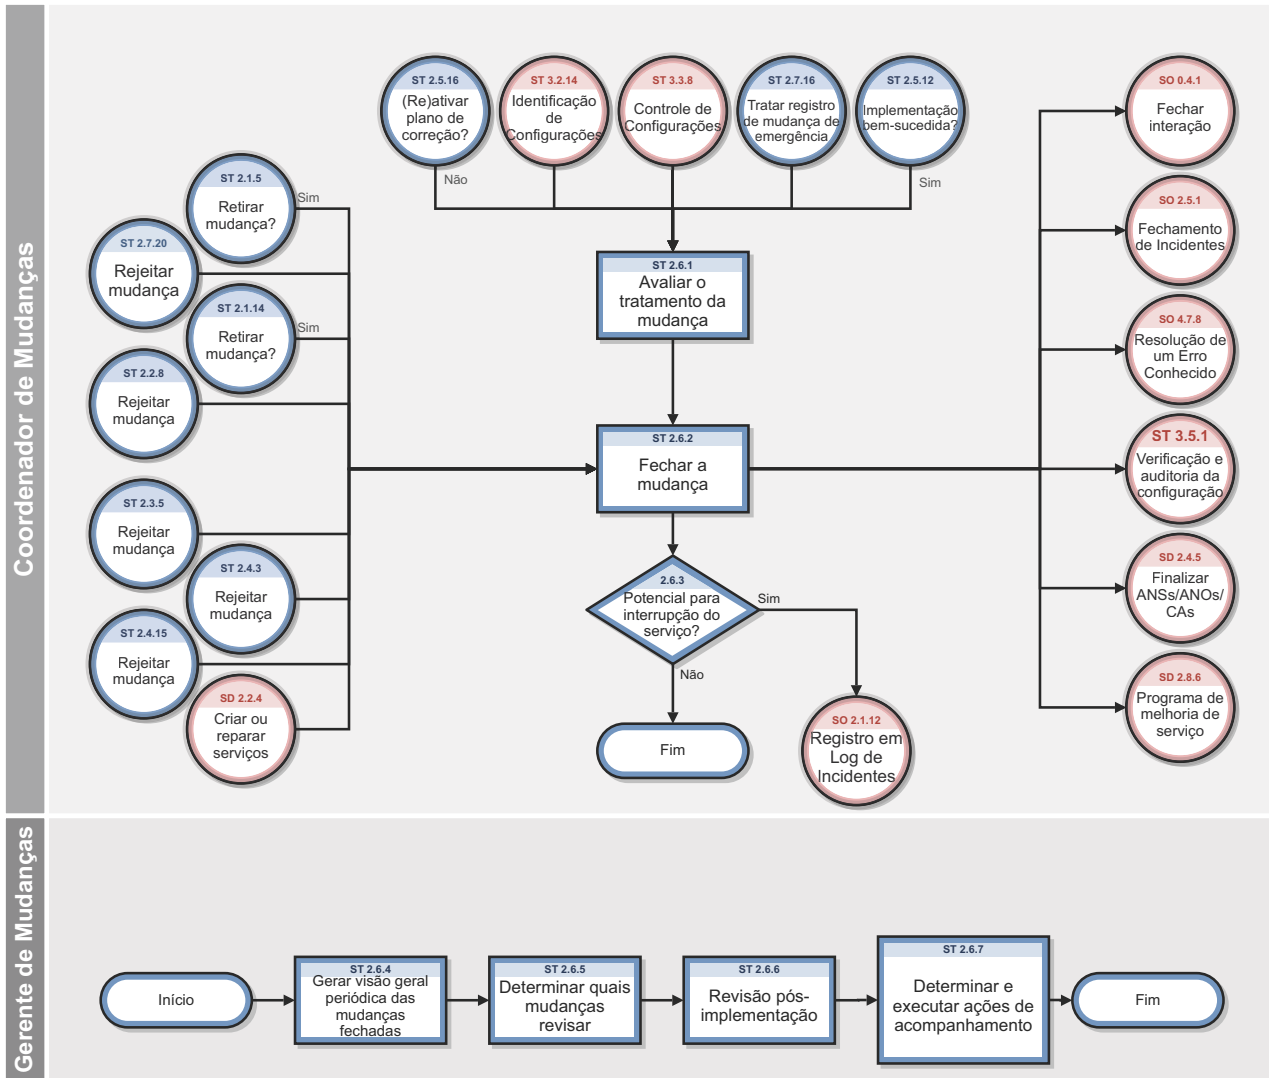 Coordenador de Mudanças
ST 2.5.16
(Re)ativar
plano de
correção?
Não
ST 3.2.14
Identificação
de
Configurações
ST 3.3.8
Controle de
Configurações
ST 2.7.16
Tratar registro
de mudança de
emergência
ST 2.5.12
Implementação
bem-sucedida?
Sim
ST 2.1.5
Retirar
mudança?
Sim
ST 2.7.20
Rejeitar
mudança
ST 2.1.14
Retirar
mudança?
Sim
ST 2.2.8
Rejeitar
mudança
ST 2.3.5
Rejeitar
mudança
ST 2.4.3
Rejeitar
mudança
ST 2.4.15
Rejeitar
mudança
SD 2.2.4
Criar ou
reparar
serviços
ST 2.6.1
Avaliar o
tratamento da
mudança
ST 2.6.2
Fechar a
mudança
2.6.3
Potencial para
interrupção do
serviço?
Sim
Não
Fim
SO 2.1.12
Registro em
Log de
Incidentes
SO 0.4.1
Fechar
interação
SO 2.5.1
Fechamento
de Incidentes
SO 4.7.8
Resolução de
um Erro
Conhecido
ST 3.5.1
Verificação e
auditoria da
configuração
SD 2.4.5
Finalizar
ANSs/ANOs/
CAs
SD 2.8.6
Programa de
melhoria de
serviço
Gerente de Mudanças
Início
ST 2.6.4
Gerar visão geral
periódica das
mudanças
fechadas
ST 2.6.5
Determinar quais
mudanças
revisar
ST 2.6.6
Revisão pós-
implementação
ST 2.6.7
Determinar e
executar ações de
acompanhamento
Fim